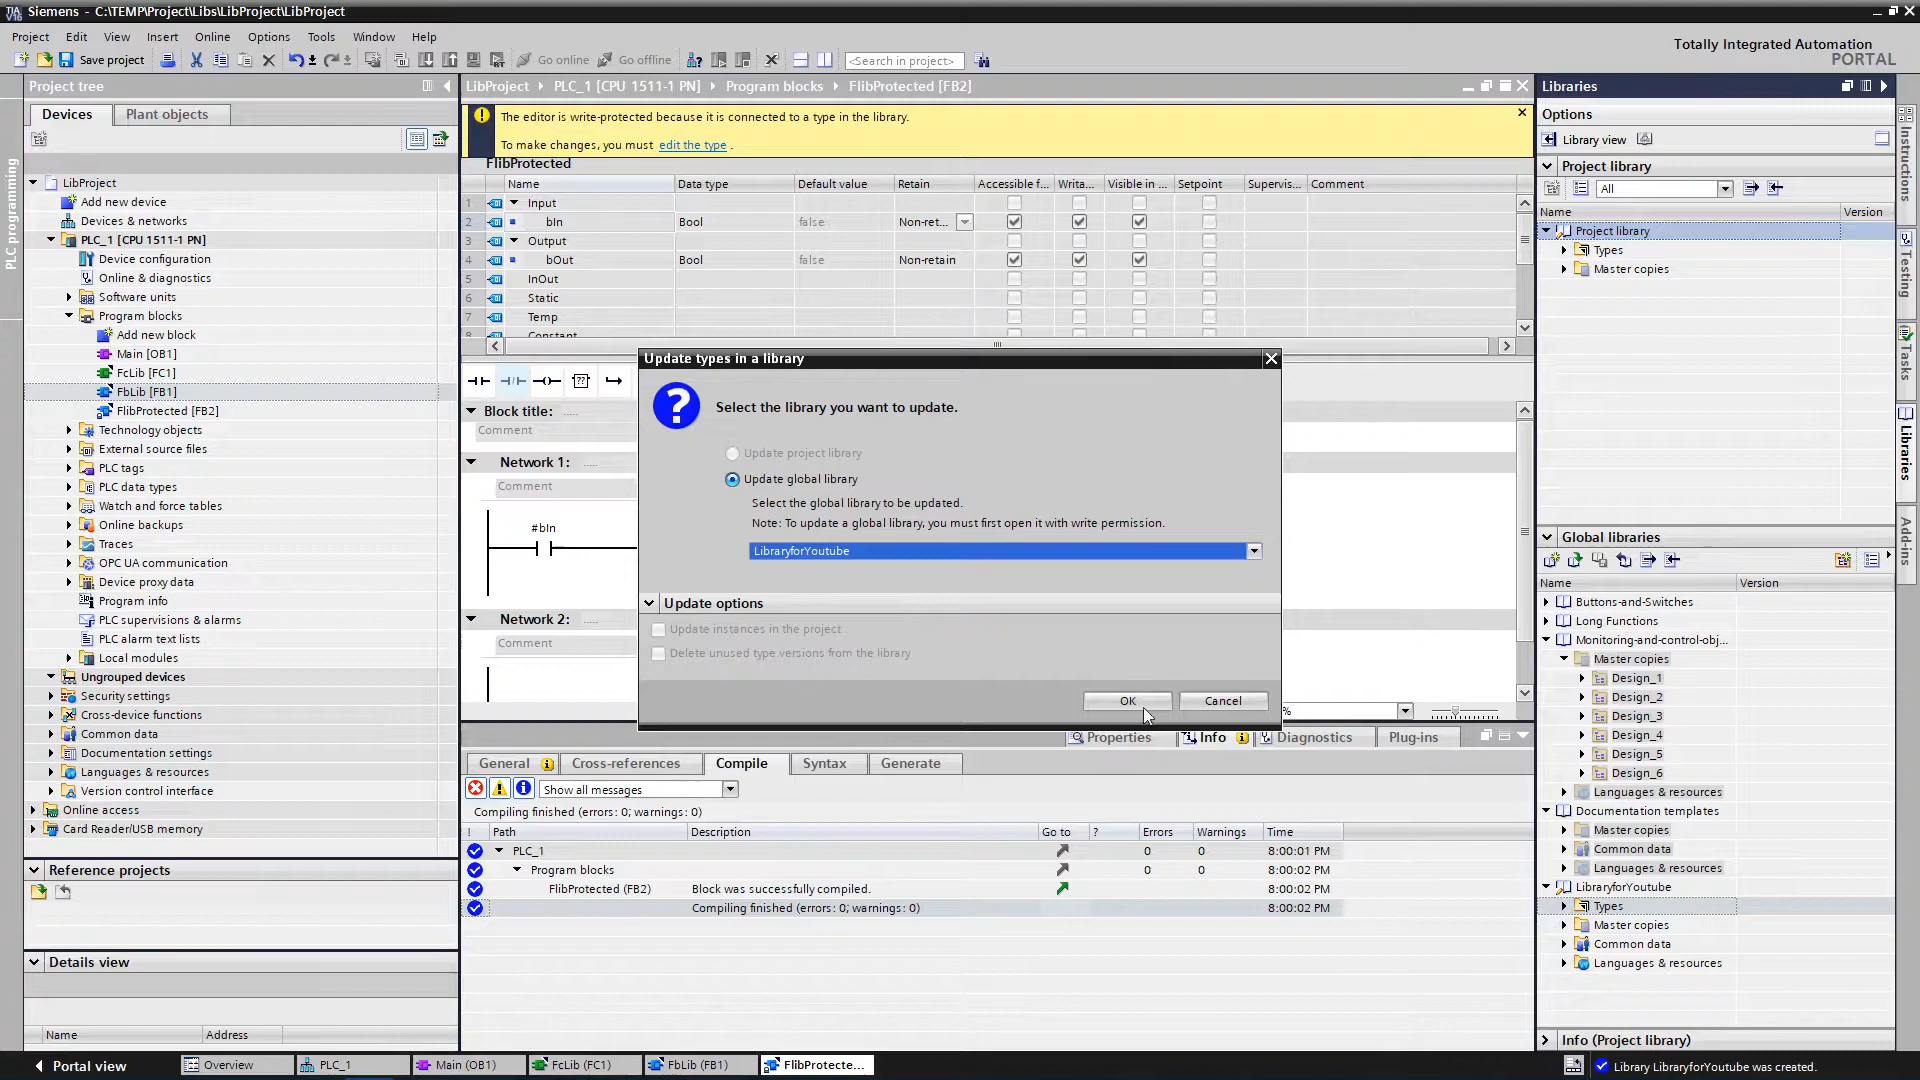 Siemens - C:\TEMP\Project\Libs\LibProject\LibProject
Project Edit View Insert Online Options Tools Window Help
Totally Integrated Automation
PORTAL
Save project
Go online
Go offline
<Search in project>
Project tree
Devices
Plant objects
PLC programming
LibProject
Add new device
Devices & networks
PLC_1 [CPU 1511-1 PN]
Device configuration
Online & diagnostics
Software units
Program blocks
Add new block
Main [OB1]
FcLib [FC1]
FbLib [FB1]
FlibProtected [FB2]
Technology objects
External source files
PLC tags
PLC data types
Watch and force tables
Online backups
Traces
OPC UA communication
Device proxy data
Program info
PLC supervisions & alarms
PLC alarm text lists
Local modules
Ungrouped devices
Security settings
Cross-device functions
Common data
Documentation settings
Languages & resources
Version control interface
Online access
Card Reader/USB memory
Reference projects
Details view
Name Address
LibProject PLC_1 [CPU 1511-1 PN] Program blocks FlibProtected [FB2]
The editor is write-protected because it is connected to a type in the library.
To make changes, you must edit the type .
FlibProtected
Name Data type Default value Retain Accessible f... Writa... Visible in ... Setpoint Supervis... Comment
1 Input
2 bIn Bool false Non-ret...
3 Output
4 bOut Bool false Non-retain
5 InOut
6 Static
7 Temp
8 Constant
??
Block title: .....
Comment
Network 1: .....
Comment
#bIn
Network 2: .....
Comment
%
Update types in a library
Select the library you want to update.
Update project library
Update global library
Select the global library to be updated.
Note: To update a global library, you must first open it with write permission.
LibraryforYoutube
Update options
Update instances in the project
Delete unused type versions from the library
OK Cancel
Properties Info Diagnostics Plug-ins
General Cross-references Compile Syntax Generate
Show all messages
Compiling finished (errors: 0; warnings: 0)
! Path Description Go to ? Errors Warnings Time
PLC_1 0 0 8:00:01 PM
Program blocks 0 0 8:00:02 PM
FlibProtected (FB2) Block was successfully compiled. 8:00:02 PM
Compiling finished (errors: 0; warnings: 0) 8:00:02 PM
Libraries
Options
Library view
Project library
All
Name Version
Project library
Types
Master copies
Global libraries
Name Version
Buttons-and-Switches
Long Functions
Monitoring-and-control-obj...
Master copies
Design_1
Design_2
Design_3
Design_4
Design_5
Design_6
Languages & resources
Documentation templates
Master copies
Common data
Languages & resources
LibraryforYoutube
Types
Master copies
Common data
Languages & resources
Info (Project library)
Instructions
Testing
Tasks
Libraries
Add-ins
Portal view Overview PLC_1 Main (OB1) FcLib (FC1) FbLib (FB1) FlibProtecte... Library LibraryforYoutube was created.